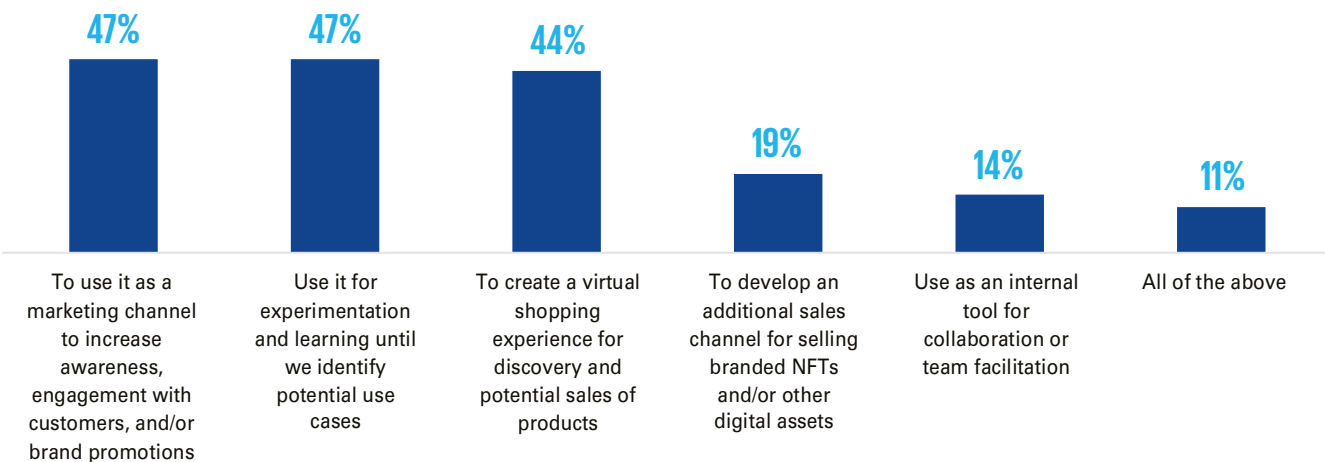 47%
47%
44%
19%
14%
11%
To use it as a
marketing channel
to increase
awareness,
engagement with
customers, and/or
brand promotions
Use it for
experimentation
and learning until
we identify
potential use
cases
To create a virtual
shopping
experience for
discovery and
potential sales of
products
To develop an
additional sales
channel for selling
branded NFTs
and/or other
digital assets
Use as an internal
tool for
collaboration or
team facilitation
All of the above